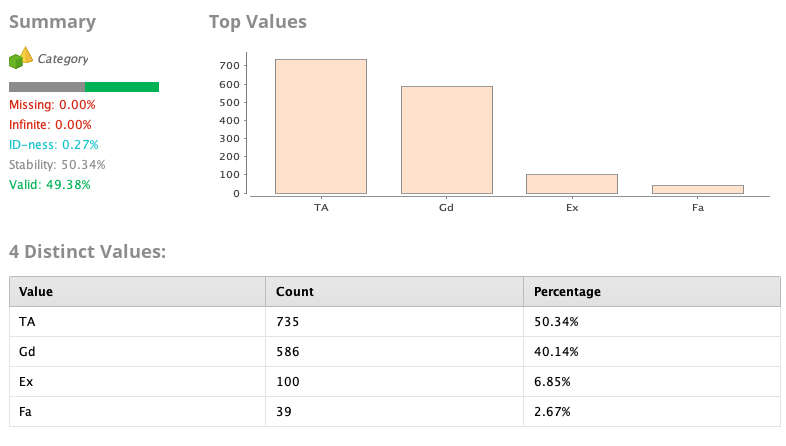 Summary
Category
Missing: 0.00%
Infinite: 0.00%
ID-ness: 0.27%
Stability: 50.34%
Valid: 49.38%
Top Values
700
600
500
400
300
200
100
0
TA Gd Ex Fa
4 Distinct Values:
Value Count Percentage
TA 735 50.34%
Gd 586 40.14%
Ex 100 6.85%
Fa 39 2.67%